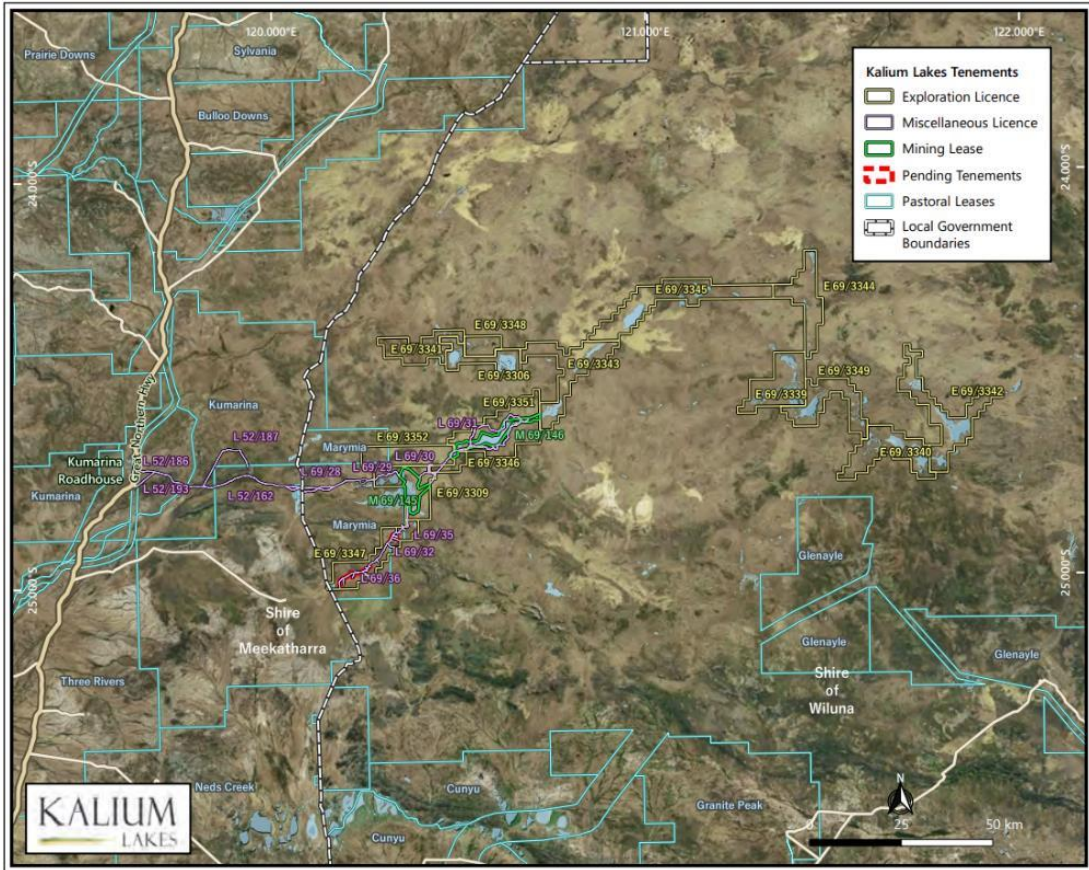 120.000°E
121.000°E
122.000°E
Prairie Downs
Sylvania
Bulloo Downs
24.000°S
24.000°S
Kalium Lakes Tenements
Exploration Licence
Miscellaneous Licence
Mining Lease
Pending Tenements
Pastoral Leases
Local Government
Boundaries
E 69/3345
E 69/3344
E 69/3348
E 69/3341
E 69/3306
E 69/3343
E 69/3349
E 69/3339
E 69/3342
E 69/3340
E 69/3351
L 69/31
M 69/146
Great Northern Hwy
Kumarina
L 52/187
Marymia
E 69/3352
L 69/30
E 69/3346
Kumarina
Roadhouse
L 52/186
L 69/28
L 69/29
Kumarina
L 52/193
L 52/162
M 69/145
E 69/3309
Marymia
L 69/35
L 69/32
E 69/3347
L 69/36
25.000°S
25.000°S
Shire
of
Meekatharra
Glenayle
Glenayle
Glenayle
Shire
of
Wiluna
Three Rivers
Neds Creek
Cunyu
Cunyu
Granite Peak
KALIUM
LAKES
N
0 25 50 km